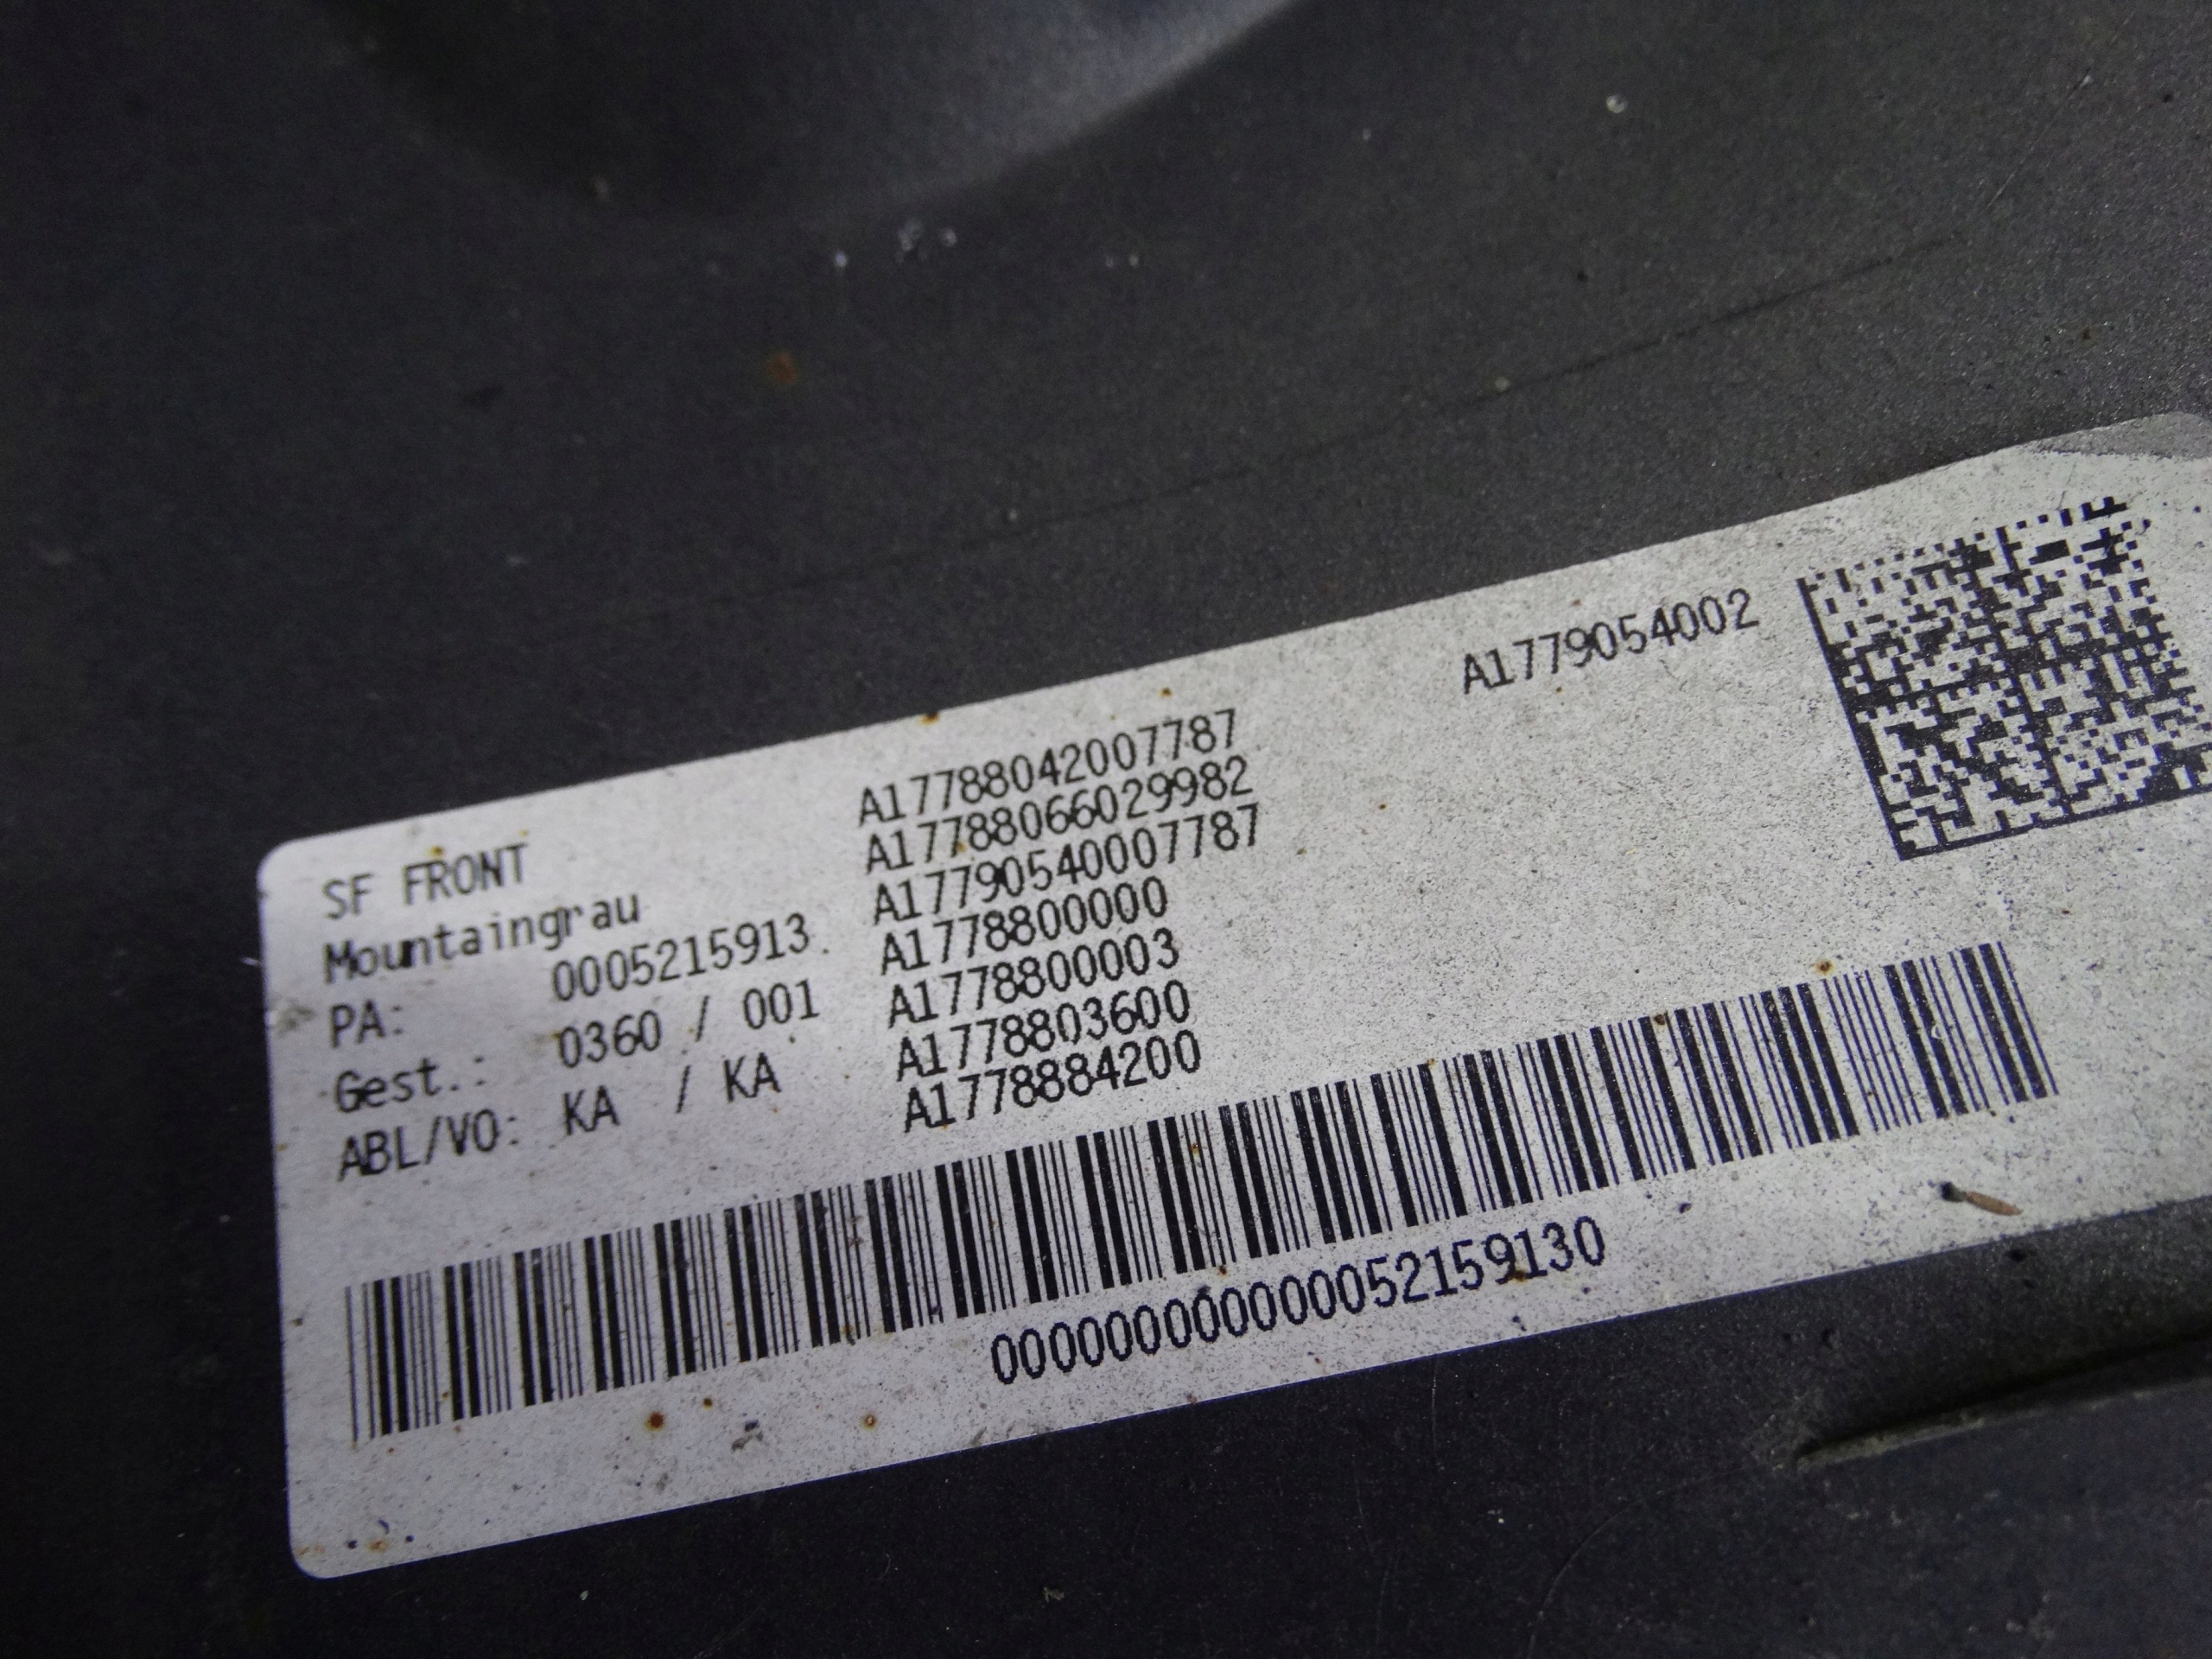 SF FRONT
Mountaingrau
PA: 0005215913
Gest.: 0360 / 001
ABL/VO: KA / KA
A17788042007787
A17788066029982
A17790540007787
A1778800000
A1778800003
A1778803600
A1778884200
A1779054002
00000000000052159130